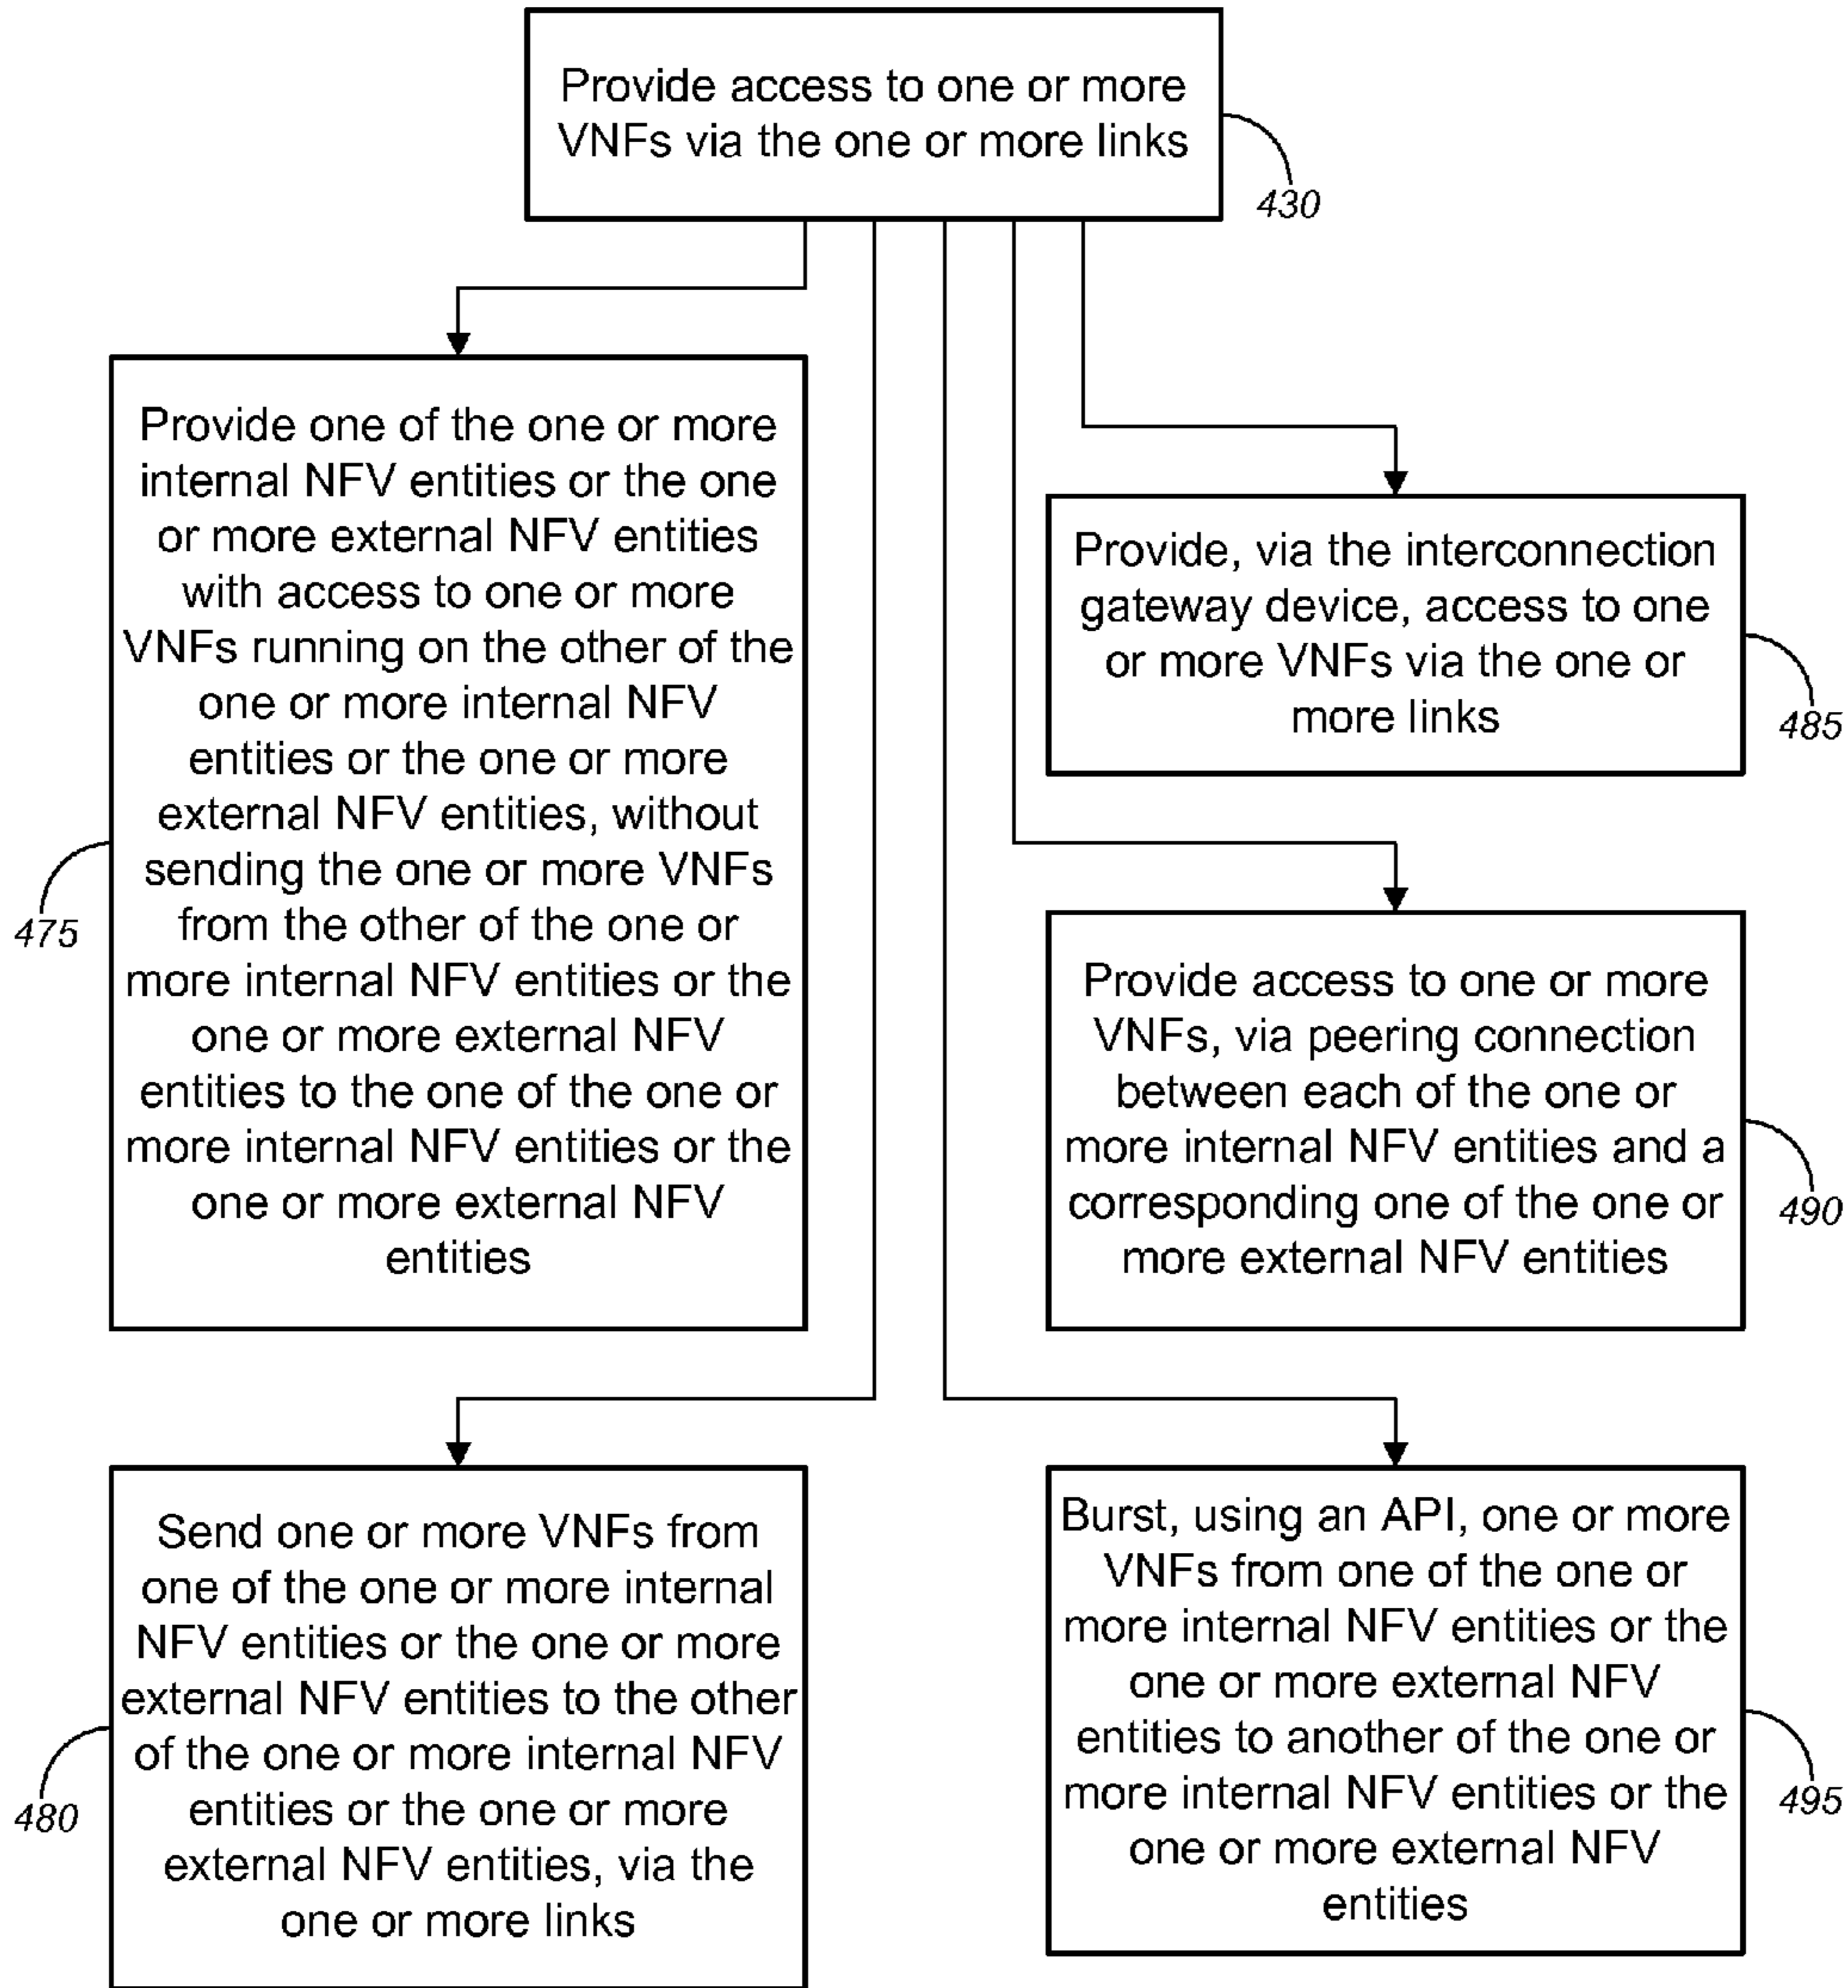 Provide access to one or more
VNFs via the one or more links
430
Provide one of the one or more
internal NFV entities or the one
or more external NFV entities
with access to one or more
VNFs running on the other of the
one or more internal NFV
entities or the one or more
external NFV entities, without
sending the one or more VNFs
from the other of the one or
more internal NFV entities or the
one or more external NFV
entities to the one of the one or
more internal NFV entities or the
one or more external NFV
entities
475
Provide, via the interconnection
gateway device, access to one
or more VNFs via the one or
more links
485
Provide access to one or more
VNFs, via peering connection
between each of the one or
more internal NFV entities and a
corresponding one of the one or
more external NFV entities
490
Send one or more VNFs from
one of the one or more internal
NFV entities or the one or more
external NFV entities to the other
of the one or more internal NFV
entities or the one or more
external NFV entities, via the
one or more links
480
Burst, using an API, one or more
VNFs from one of the one or
more internal NFV entities or the
one or more external NFV
entities to another of the one or
more internal NFV entities or the
one or more external NFV
entities
495